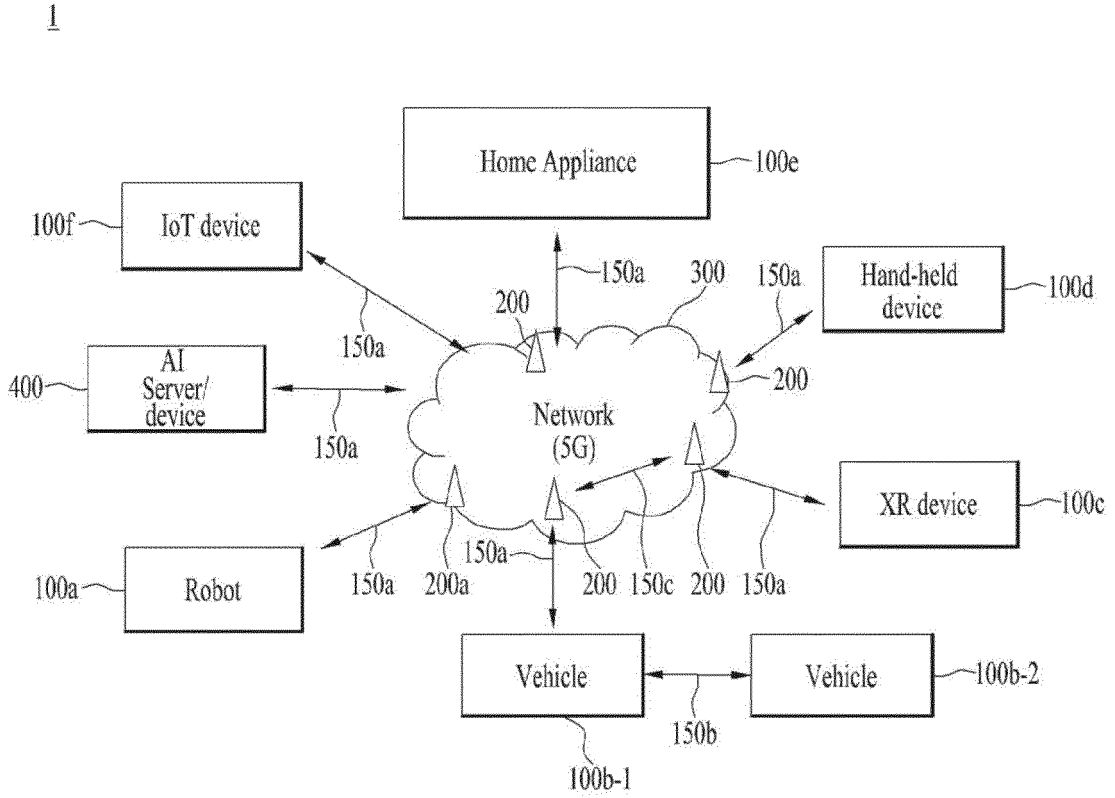 1
Home Appliance
100e
IoT device
100f
150a
200
150a
300
150a
Hand-held
device
100d
AI
Server/
device
400
150a
200
Network
(5G)
XR device
100c
Robot
100a
150a
200a
150a
200
150c
200
150a
Vehicle
100b-1
150b
Vehicle
100b-2